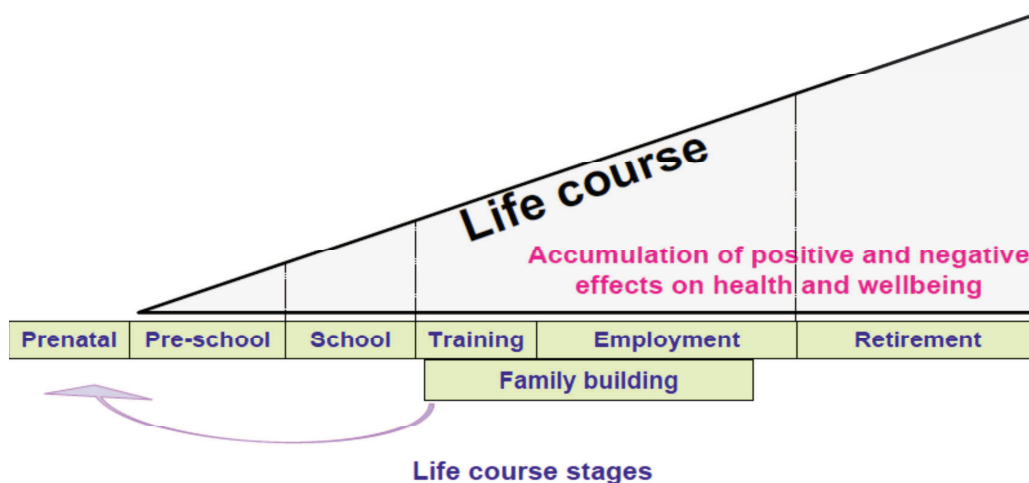 Life course
Accumulation of positive and negative
effects on health and wellbeing
Prenatal
Pre-school
School
Training
Employment
Retirement
Family building
Life course stages